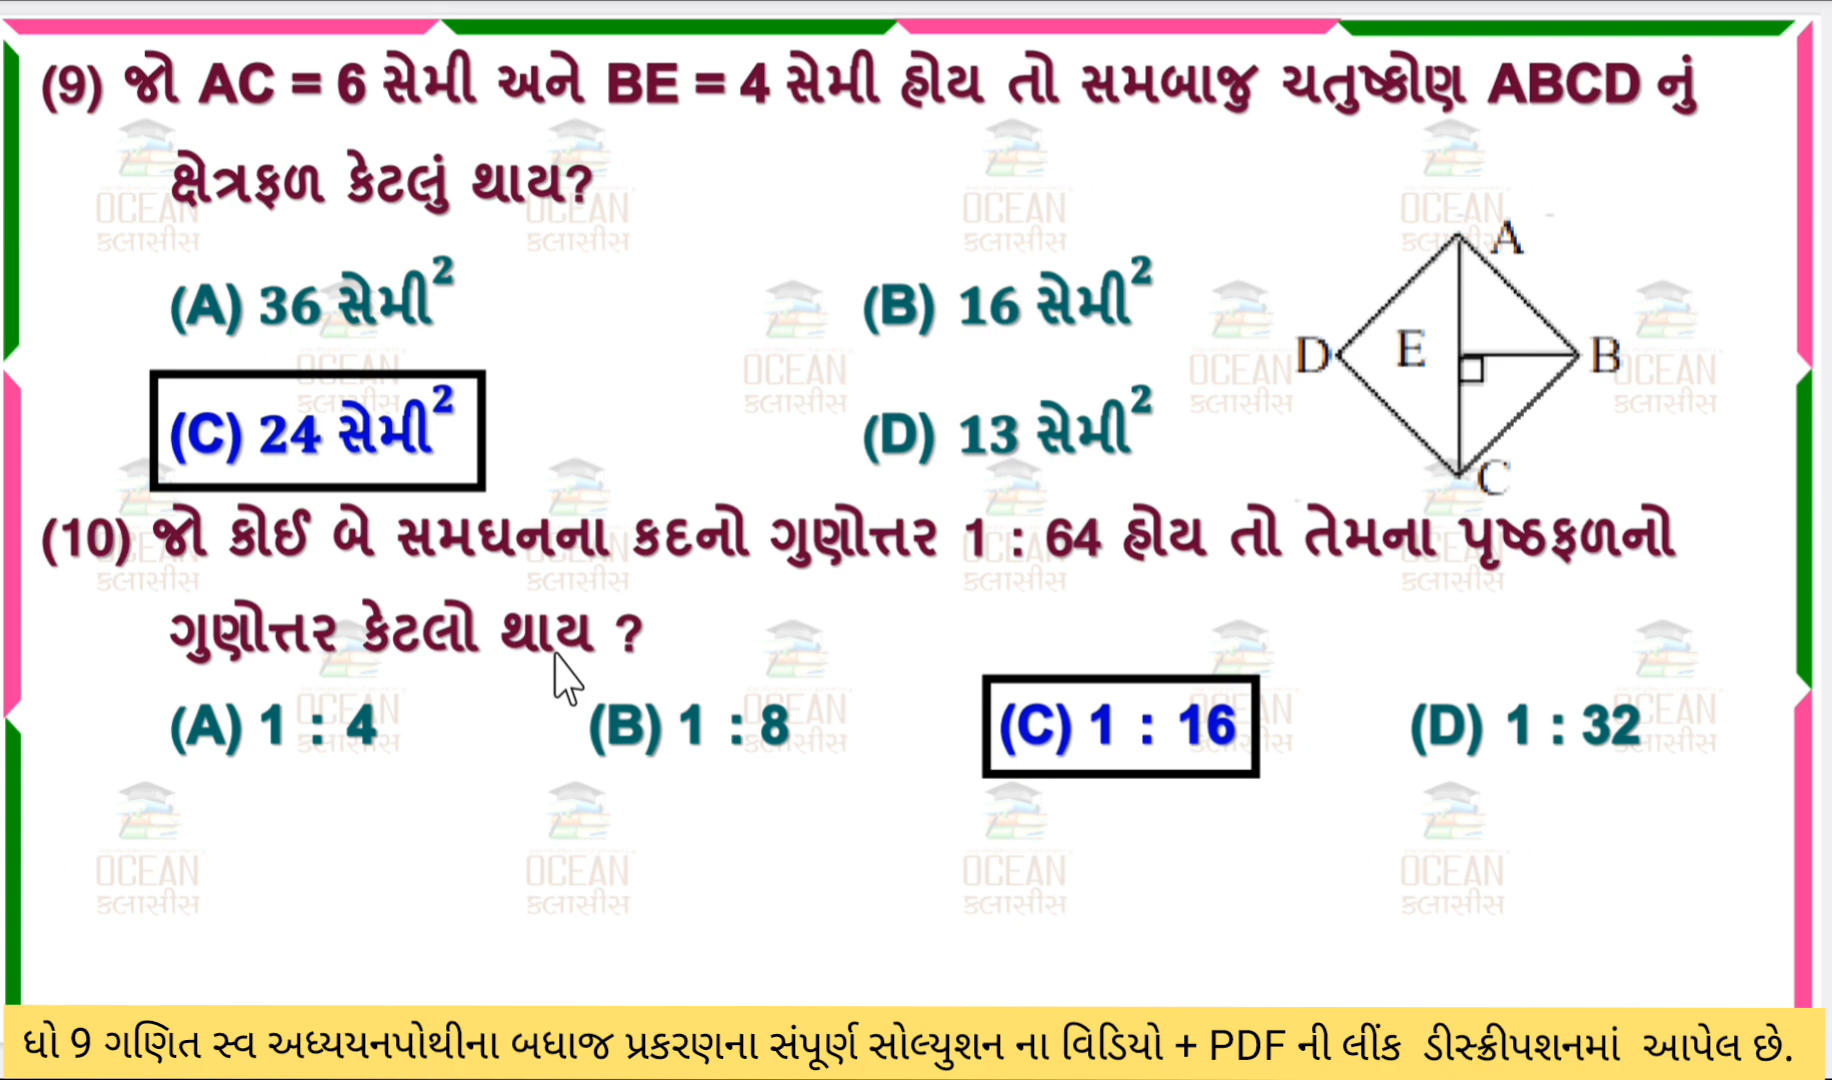 (9) જો AC = 6 સેમી અને BE = 4 સેમી હોય તો સમબાજુ ચતુષ્કોણ ABCD નું
ક્ષેત્રફળ કેટલું થાય?
(A) 36 સેમી² (B) 16 સેમી²
(C) 24 સેમી² (D) 13 સેમી²
A
D E B
C
(10) જો કોઈ બે સમઘનના કદનો ગુણોત્તર 1 : 64 હોય તો તેમના પૃષ્ઠફળનો
ગુણોત્તર કેટલો થાય ?
(A) 1 : 4 (B) 1 : 8 (C) 1 : 16 (D) 1 : 32
OCEAN
ક્લાસીસ
ધો 9 ગણિત સ્વ અધ્યયનપોથીના બધાજ પ્રકરણના સંપૂર્ણ સોલ્યુશન ના વિડિયો + PDF ની લીંક ડીસ્ક્રીપશનમાં આપેલ છે.